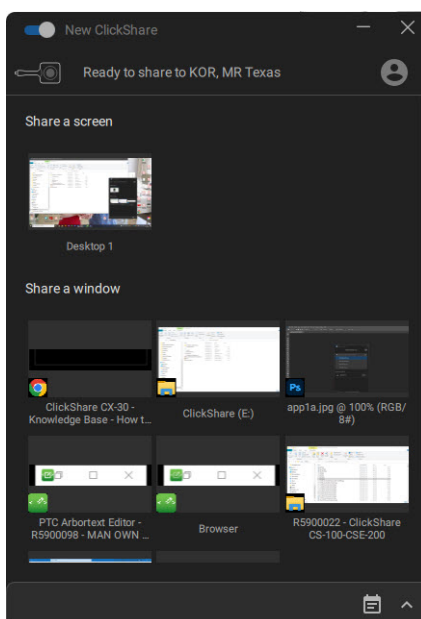 New ClickShare
Ready to share to KOR, MR Texas
Share a screen
Desktop 1
Share a window
ClickShare CX-30 -
Knowledge Base - How t...
ClickShare (E:)
Ps
app1a.jpg @ 100% (RGB/
8#)
PTC Arbortext Editor -
R5900098 - MAN OWN ...
Browser
R5900022 - ClickShare
CS-100-CSE-200